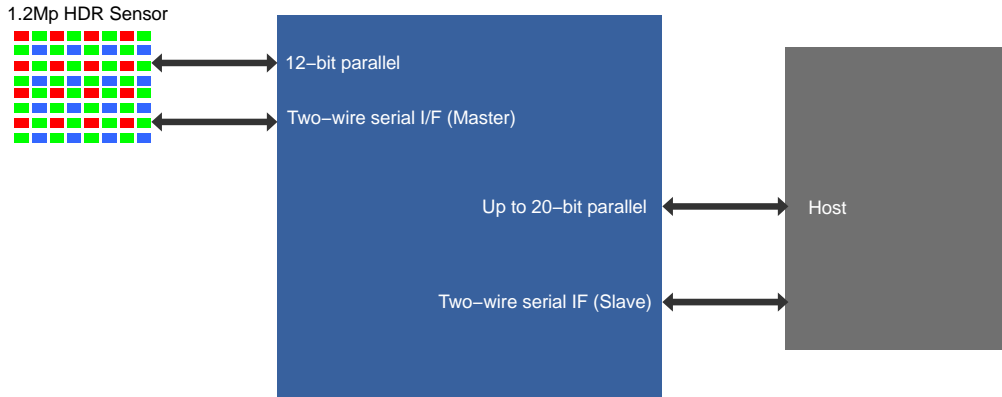 1.2Mp HDR Sensor
12−bit parallel
Two−wire serial I/F (Master)
Up to 20−bit parallel
Host
Two−wire serial IF (Slave)